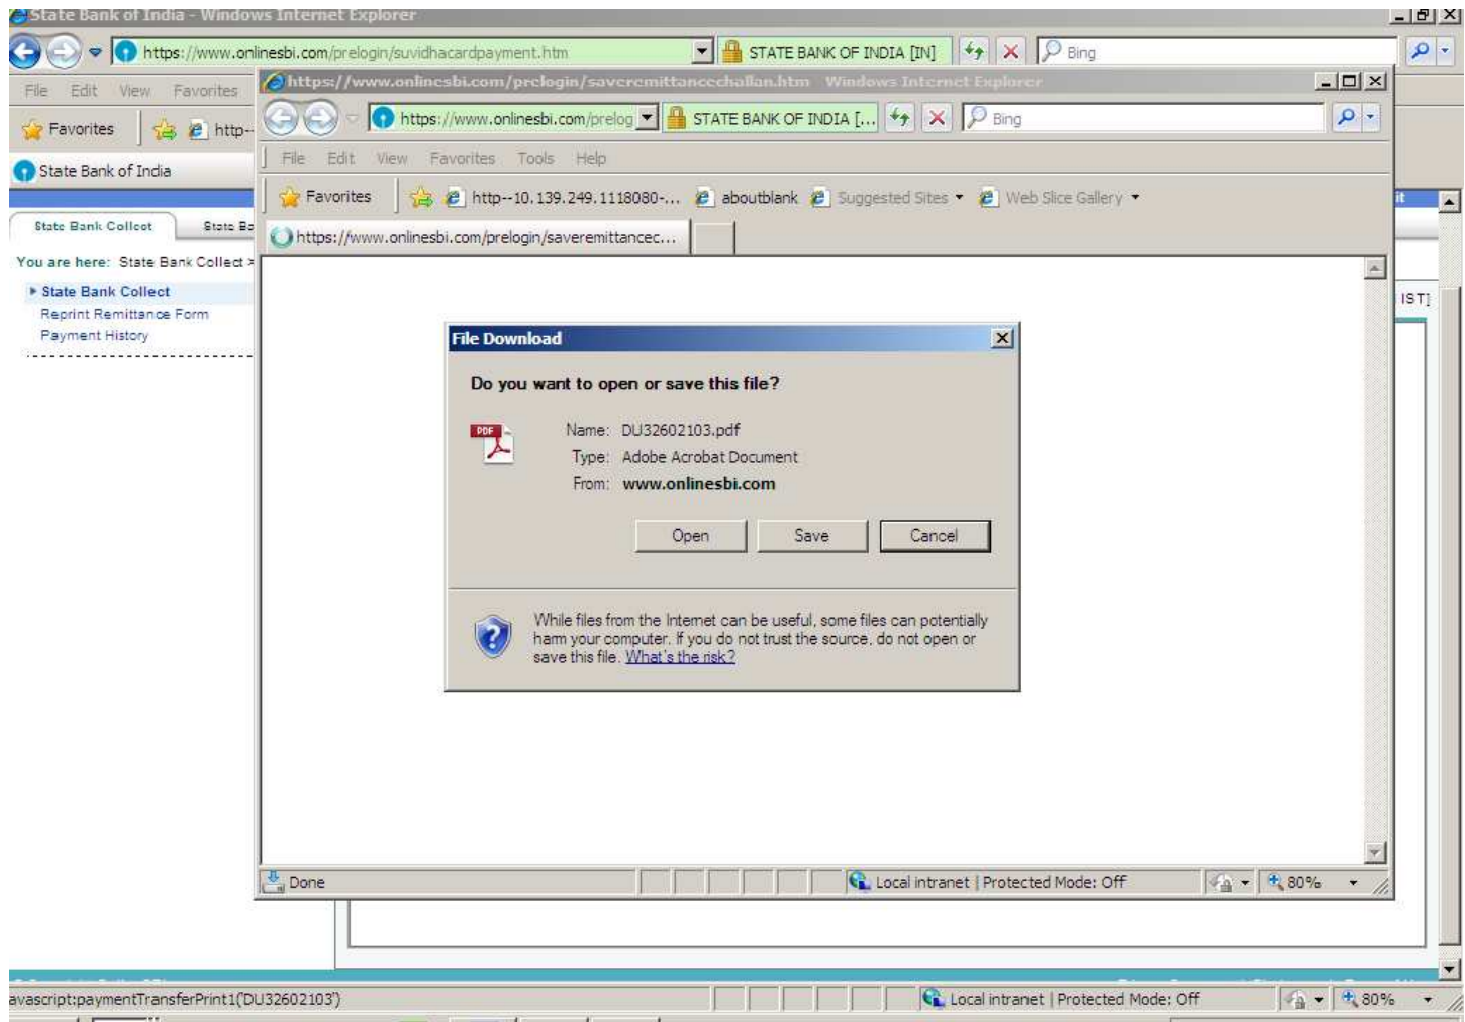 State Bank of India - Windows Internet Explorer
https://www.onlinesbi.com/prelogin/suvidhacardpayment.htm
STATE BANK OF INDIA [IN]
Bing
File Edit View Favorites
Favorites
http--
State Bank of India
State Bank Collect
State Ba
You are here: State Bank Collect >
State Bank Collect
Reprint Remittance Form
Payment History
it
IST]
https://www.onlinesbi.com/prelogin/saveremittancechallan.htm Windows Internet Explorer
https://www.onlinesbi.com/prelog
STATE BANK OF INDIA [...
Bing
File Edit View Favorites Tools Help
Favorites
http--10.139.249.1118080-...
aboutblank
Suggested Sites
Web Slice Gallery
https://www.onlinesbi.com/prelogin/saveremittancec...
File Download
Do you want to open or save this file?
PDF
Name: DU32602103.pdf
Type: Adobe Acrobat Document
From: www.onlinesbi.com
Open
Save
Cancel
While files from the Internet can be useful, some files can potentially
harm your computer. If you do not trust the source, do not open or
save this file. What's the risk?
Done
Local intranet | Protected Mode: Off
80%
avascript:paymentTransferPrint1('DU32602103')
Local intranet | Protected Mode: Off
80%